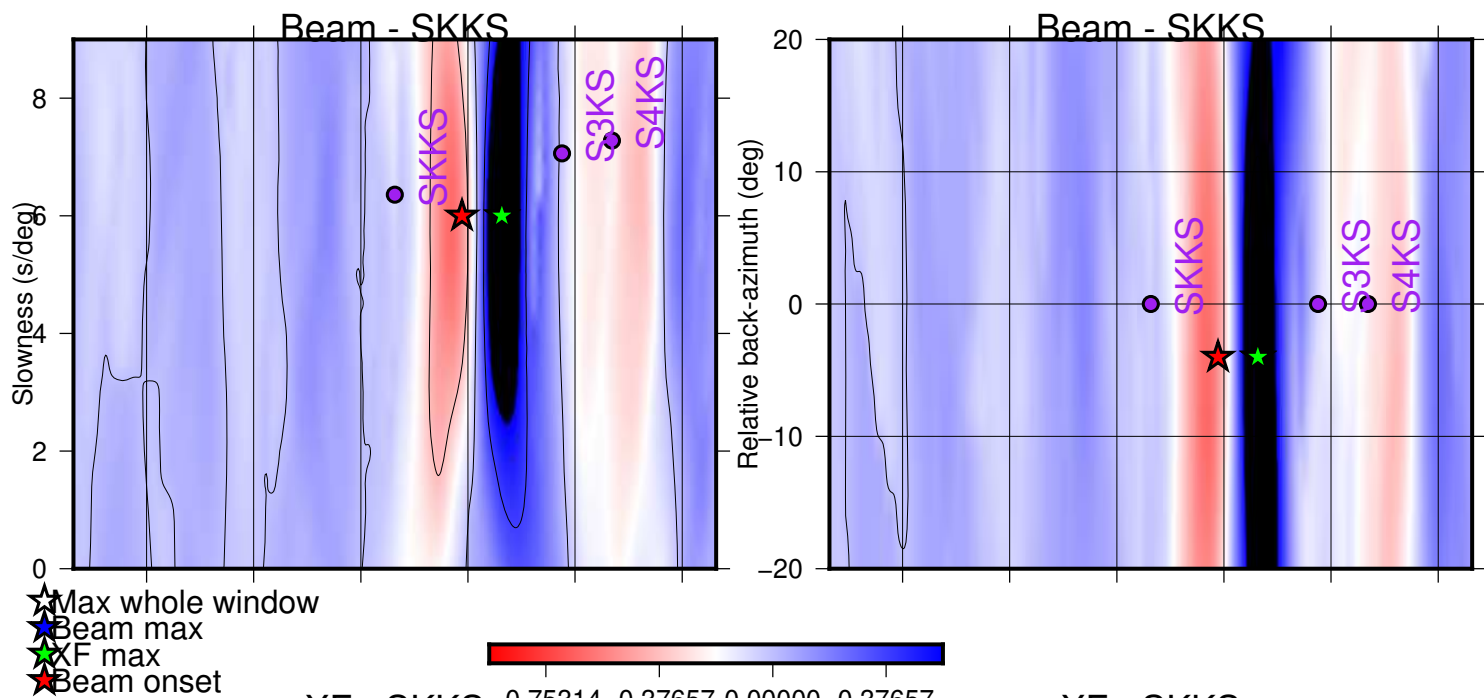 Beam - SKKS
Beam - SKKS
8
6
4
2
0
Slowness (s/deg)
SKKS
S3KS
S4KS
20
10
0
−10
−20
Relative back-azimuth (deg)
SKKS
S3KS
S4KS
Max whole window
Beam max
XF max
Beam onset